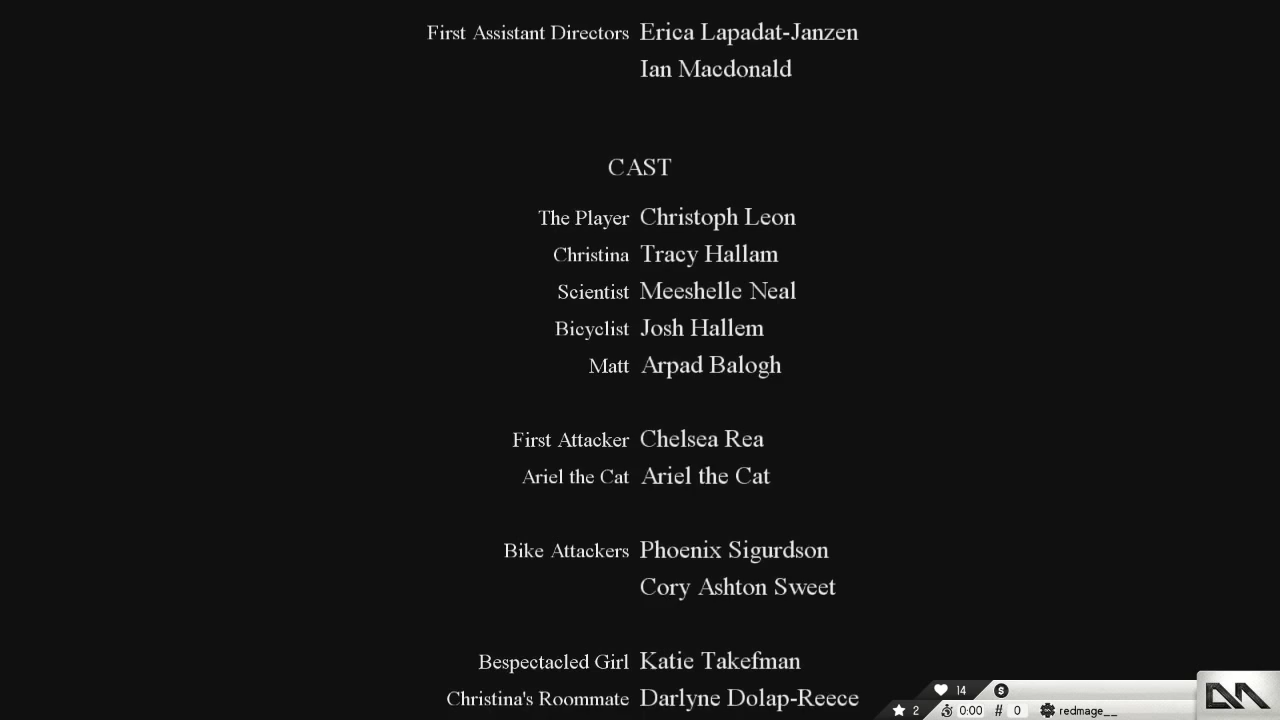 First Assistant Directors Erica Lapadat-Janzen
Ian Macdonald
CAST
The Player Christoph Leon
Christina Tracy Hallam
Scientist Meeshelle Neal
Bicyclist Josh Hallem
Matt Arpad Balogh
First Attacker Chelsea Rea
Ariel the Cat Ariel the Cat
Bike Attackers Phoenix Sigurdson
Cory Ashton Sweet
Bespectacled Girl Katie Takefman
Christina's Roommate Darlyne Dolap-Reece
14 S
2 0:00 # 0 redmage__